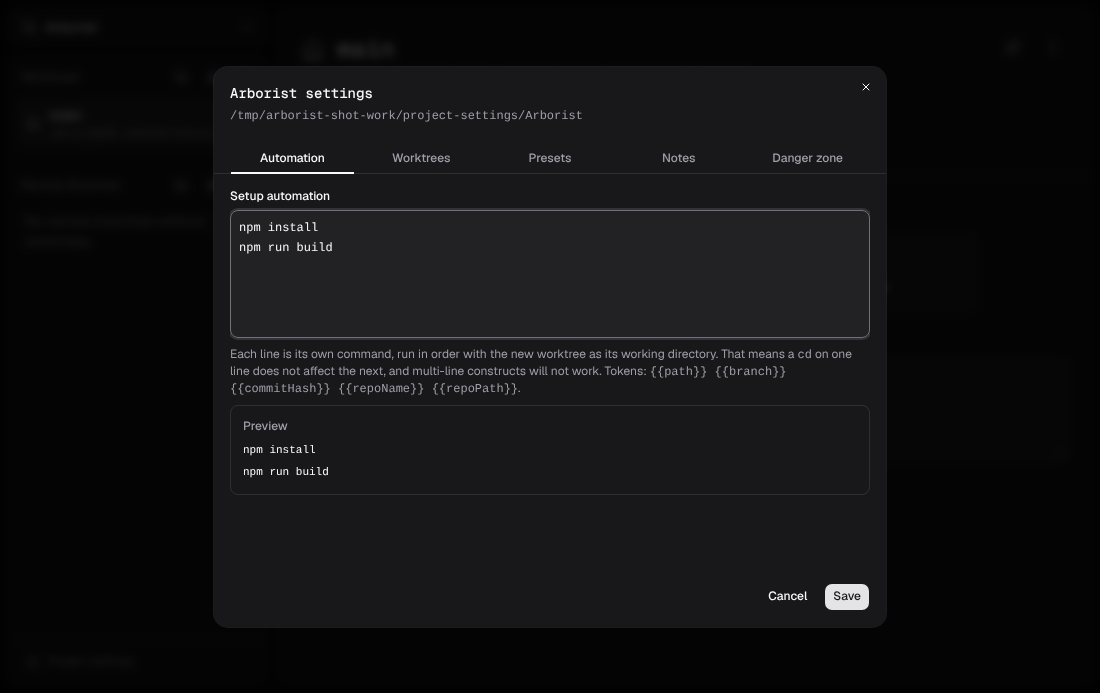 main
Arborist settings
/tmp/arborist-shot-work/project-settings/Arborist
Automation
Worktrees
Presets
Notes
Danger zone
Setup automation
npm install
npm run build
Each line is its own command, run in order with the new worktree as its working directory. That means a cd on one
line does not affect the next, and multi-line constructs will not work. Tokens: {{path}} {{branch}}
{{commitHash}} {{repoName}} {{repoPath}}.
Preview
npm install
npm run build
Cancel
Save